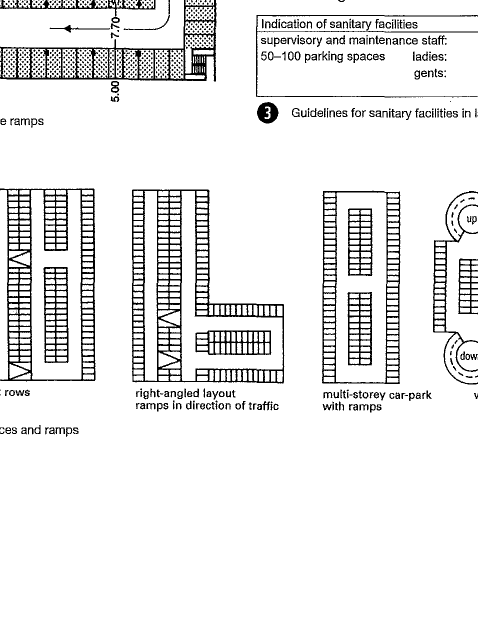 7.70
5.00
Indication of sanitary facilities
supervisory and maintenance staff:
50–100 parking spaces ladies:
gents:
e ramps
3 Guidelines for sanitary facilities in
up
down
rows
right-angled layout
ramps in direction of traffic
multi-storey car-park
with ramps
ces and ramps